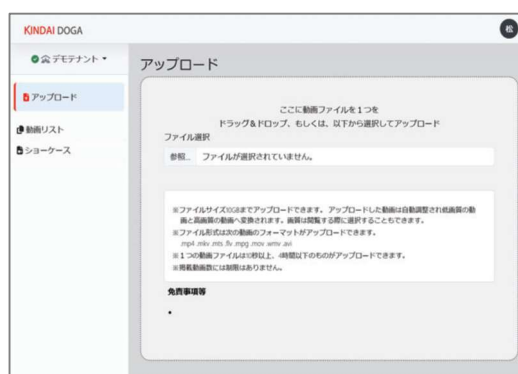 KINDAI DOGA
松
デモテナント
アップロード
アップロード
動画リスト
ショーケース
ここに動画ファイルを1つを
ドラッグ&ドロップ、もしくは、以下から選択してアップロード
ファイル選択
参照... ファイルが選択されていません。
※ファイルサイズ10GBまでアップロードできます。アップロードした動画は自動調整され低画質の動
画と高画質の動画へ変換されます。画質は閲覧する際に選択することもできます。
※ファイル形式は次の動画のフォーマットがアップロードできます。
.mp4 .mkv .mts .flv .mpg .mov .wmv .avi
※1つの動画ファイルは10秒以上、4時間以下のものがアップロードできます。
※掲載動画数には制限はありません。
免責事項等